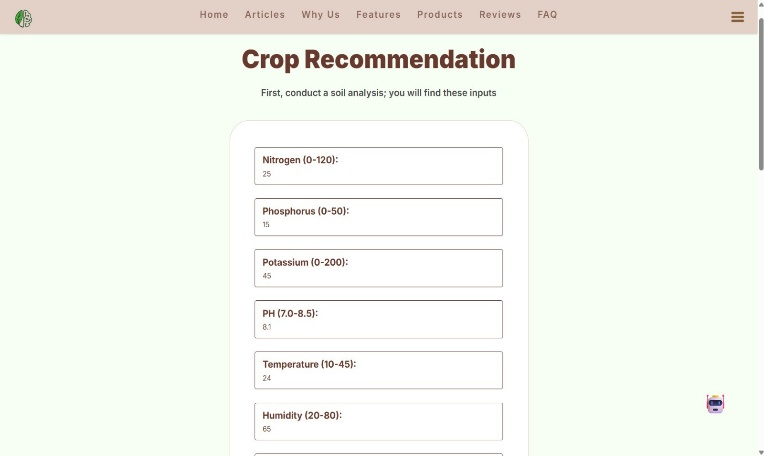 Home Articles Why Us Features Products Reviews FAQ
Crop Recommendation
First, conduct a soil analysis; you will find these inputs
Nitrogen (0-120):
25
Phosphorus (0-50):
15
Potassium (0-200):
45
PH (7.0-8.5):
8.1
Temperature (10-45):
24
Humidity (20-80):
65